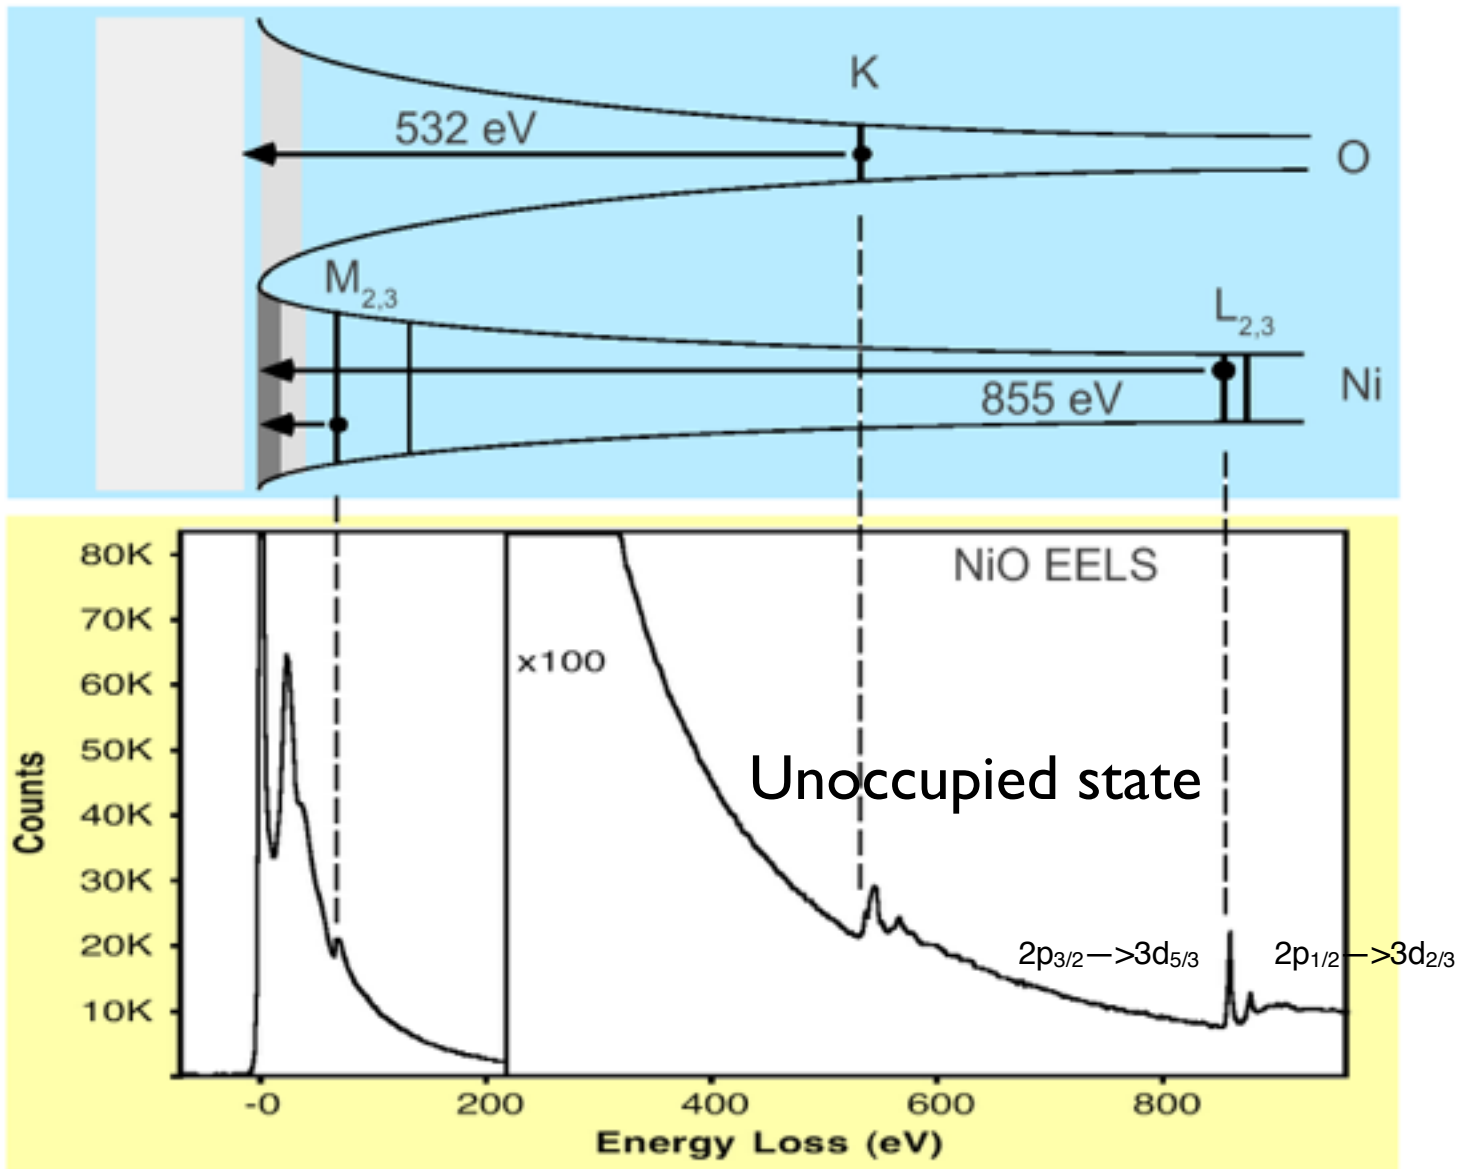 K
532 eV
O
M2,3
L2,3
Ni
855 eV
NiO EELS
80K
70K
x100
60K
50K
Unoccupied state
Counts
40K
30K
20K
2p3/2—>3d5/3
2p1/2—>3d2/3
10K
-0
200
400
600
800
Energy Loss (eV)